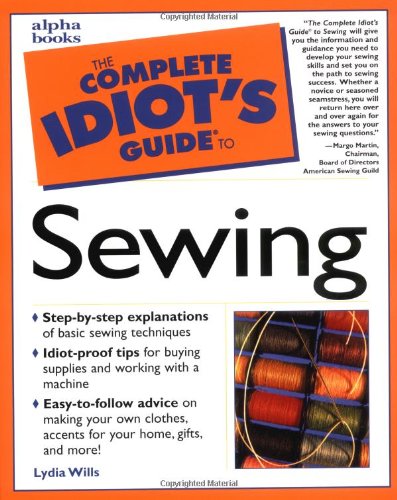 Copyrighted Material
alpha
books
THE
COMPLETE
IDIOT'S
GUIDE® TO
"The Complete Idiot's
Guide® to Sewing will give
you the information and
guidance you need to
develop your sewing
skills and set you on
the path to sewing
success. Whether a
novice or seasoned
seamstress, you will
return here over
and over again for
the answers to your
sewing questions."
—Margo Martin,
Chairman,
Board of Directors
American Sewing Guild
Sewing
♦ Step-by-step explanations
of basic sewing techniques
♦ Idiot-proof tips for buying
supplies and working with a
machine
♦ Easy-to-follow advice on
making your own clothes,
accents for your home, gifts,
and more!
Lydia Wills
Copyrighted Material